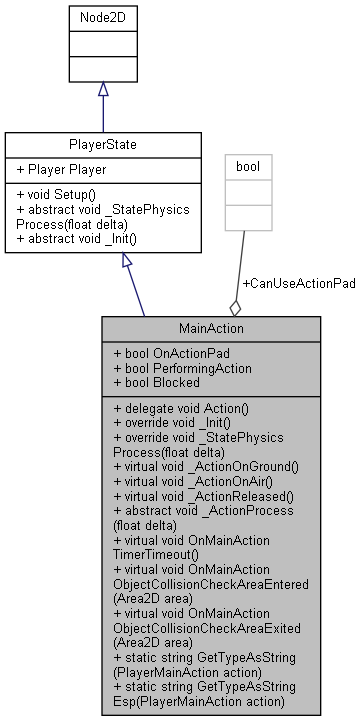 Node2D
PlayerState
+ Player Player
+ void Setup()
+ abstract void _StatePhysics
Process(float delta)
+ abstract void _Init()
bool
+CanUseActionPad
MainAction
+ bool OnActionPad
+ bool PerformingAction
+ bool Blocked
+ delegate void Action()
+ override void _Init()
+ override void _StatePhysics
Process(float delta)
+ virtual void _ActionOnGround()
+ virtual void _ActionOnAir()
+ virtual void _ActionReleased()
+ abstract void _ActionProcess
(float delta)
+ virtual void OnMainAction
TimerTimeout()
+ virtual void OnMainAction
ObjectCollisionCheckAreaEntered
(Area2D area)
+ virtual void OnMainAction
ObjectCollisionCheckAreaExited
(Area2D area)
+ static string GetTypeAsString
(PlayerMainAction action)
+ static string GetTypeAsString
Esp(PlayerMainAction action)